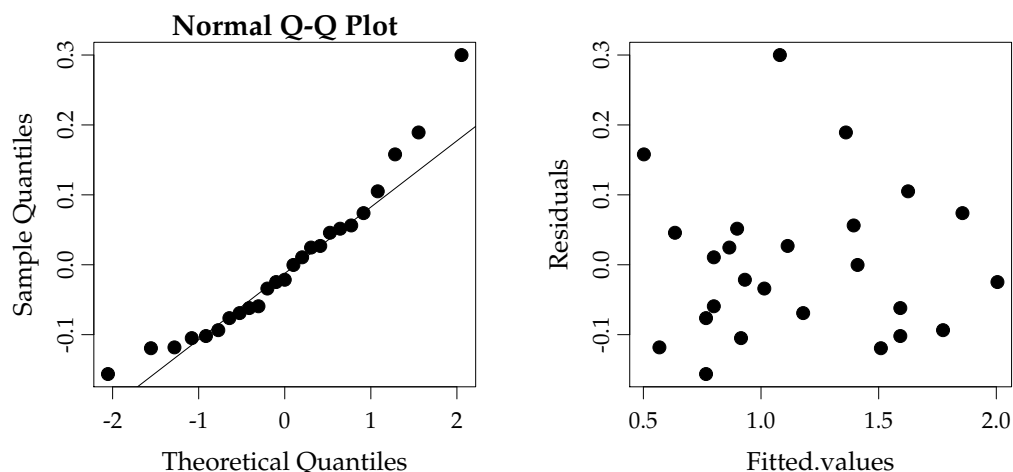 Normal Q-Q Plot
Sample Quantiles
0.3
0.2
0.1
0.0
-0.1
-2 -1 0 1 2
Theoretical Quantiles
Residuals
0.3
0.2
0.1
0.0
-0.1
0.5 1.0 1.5 2.0
Fitted.values